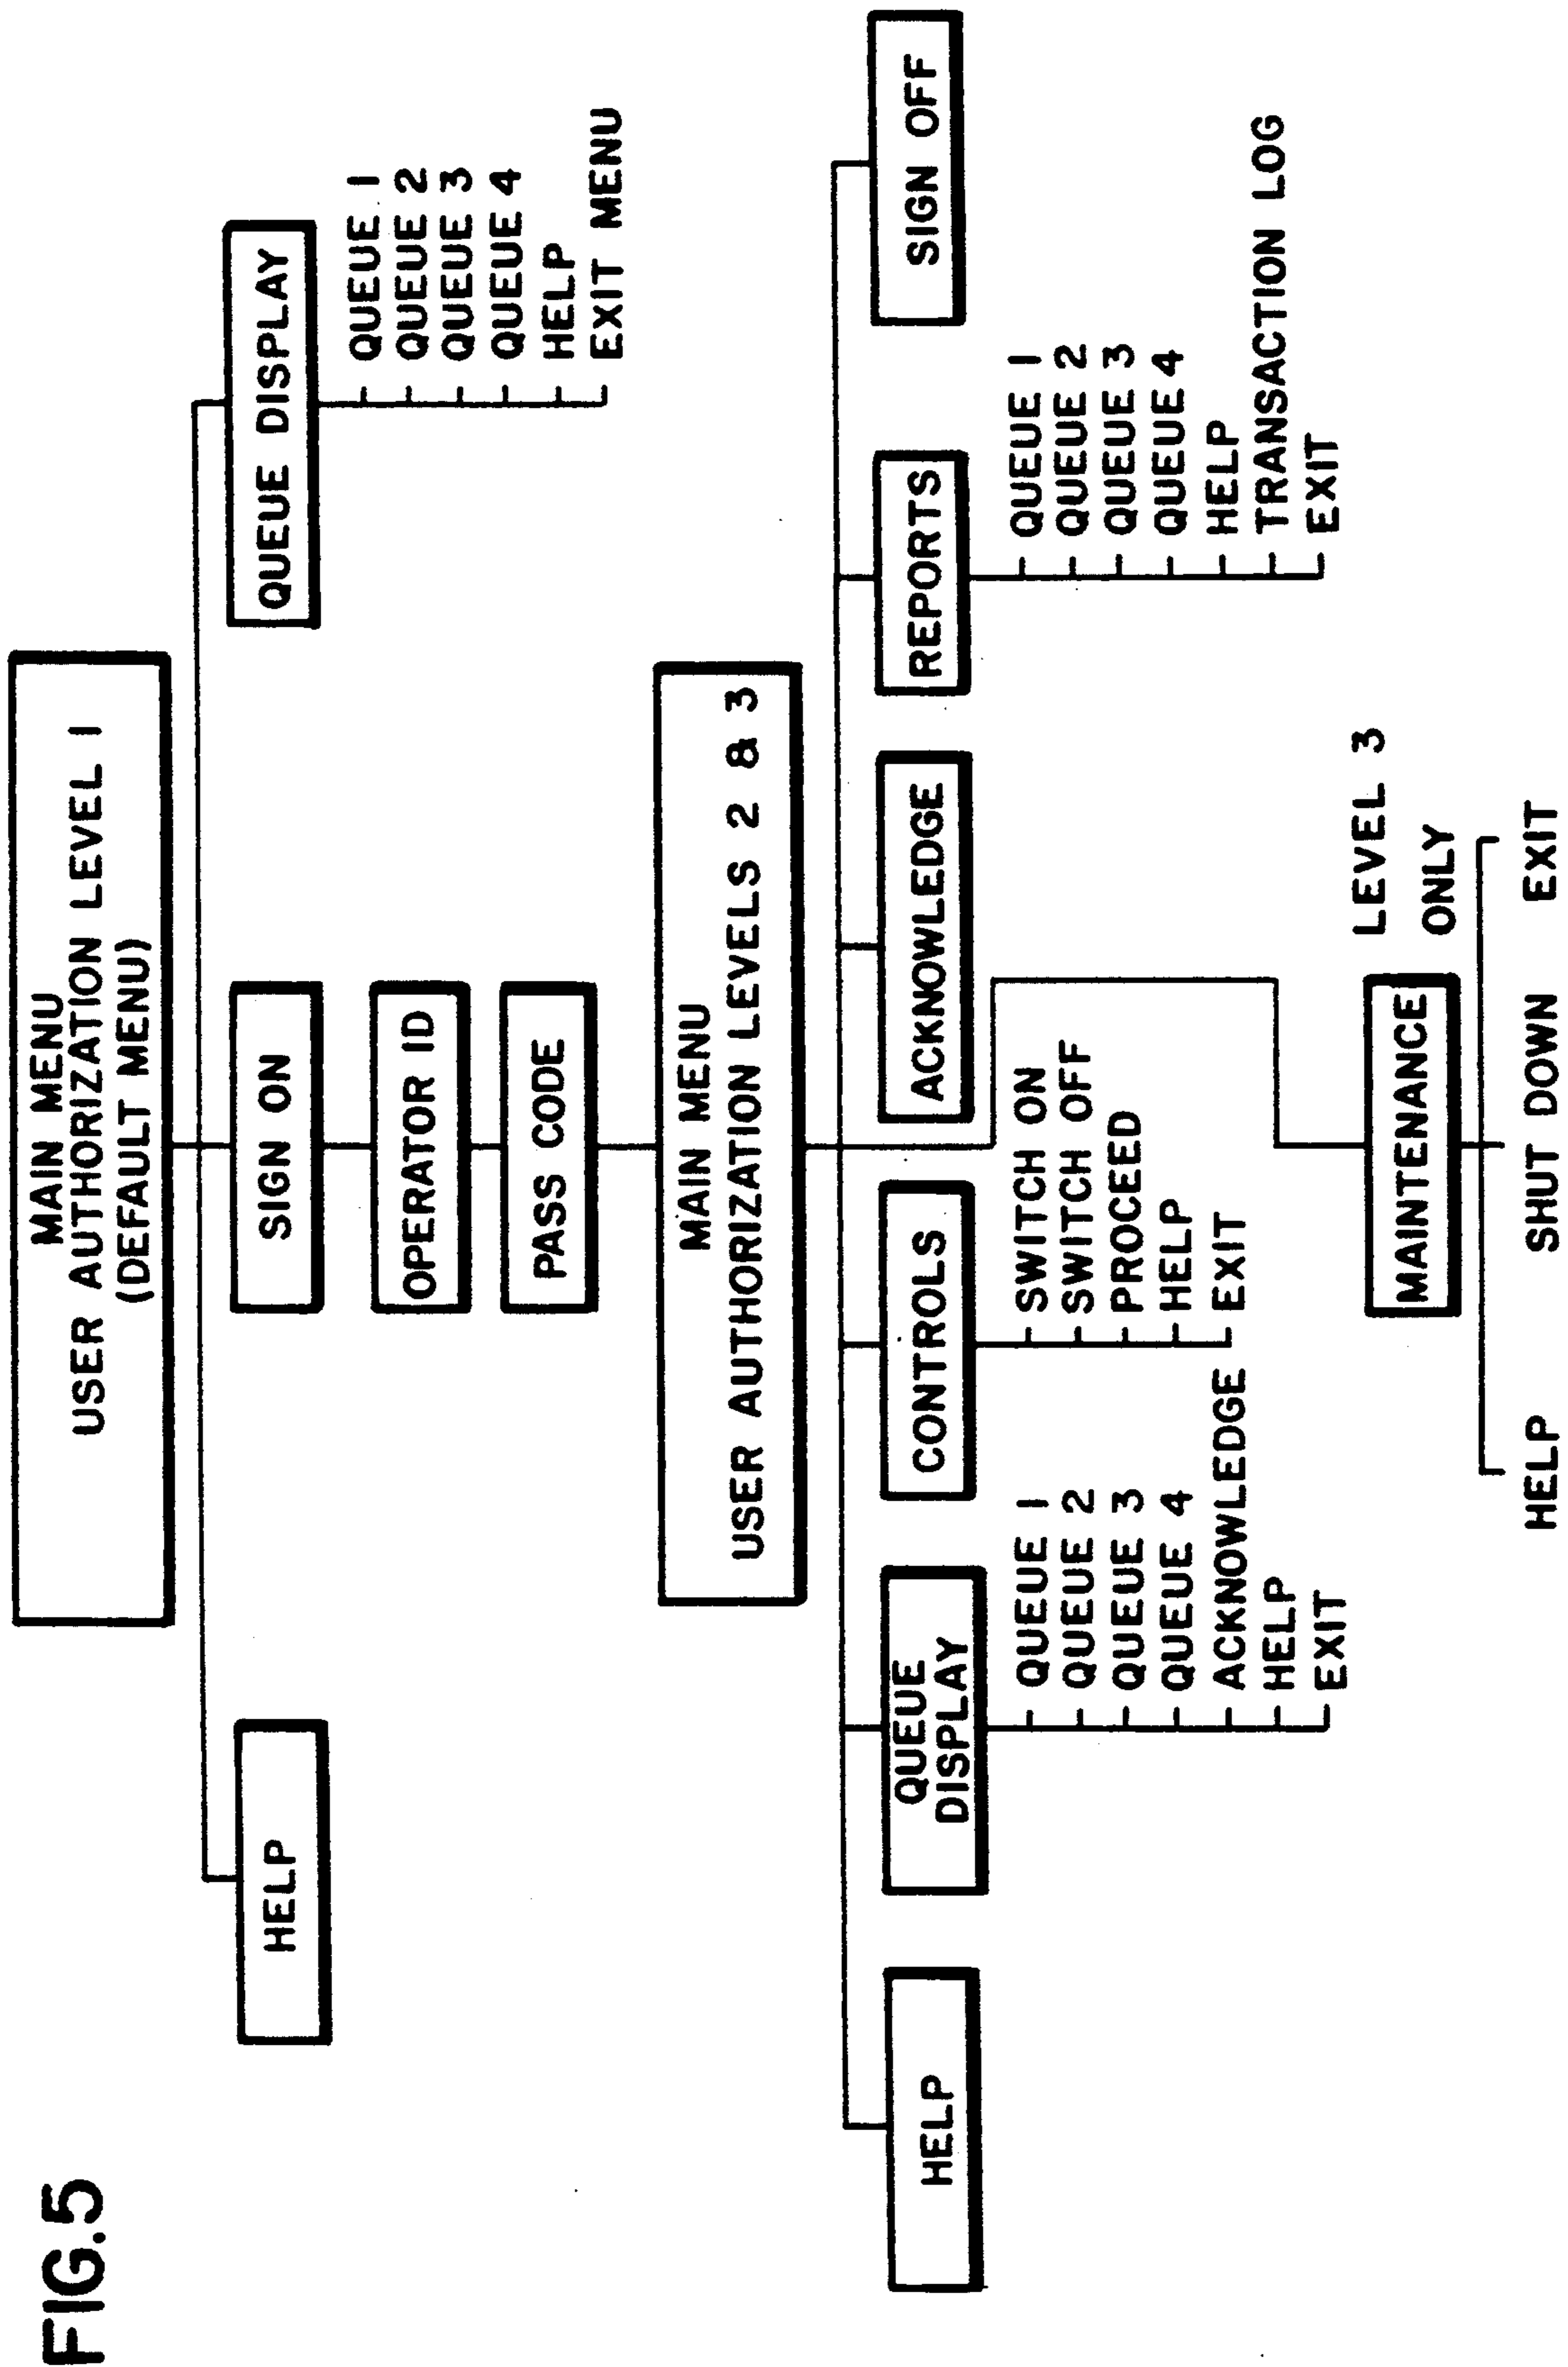 FIG.5
MAIN MENU
USER AUTHORIZATION LEVEL 1
(DEFAULT MENU)
HELP
SIGN ON
QUEUE DISPLAY
QUEUE 1
QUEUE 2
QUEUE 3
QUEUE 4
HELP
EXIT MENU
OPERATOR ID
PASS CODE
MAIN MENU
USER AUTHORIZATION LEVELS 2 & 3
HELP
QUEUE
DISPLAY
QUEUE 1
QUEUE 2
QUEUE 3
QUEUE 4
ACKNOWLEDGE
HELP
EXIT
CONTROLS
SWITCH ON
SWITCH OFF
PROCEED
HELP
EXIT
ACKNOWLEDGE
REPORTS
QUEUE 1
QUEUE 2
QUEUE 3
QUEUE 4
HELP
TRANSACTION LOG
EXIT
SIGN OFF
MAINTENANCE
LEVEL 3
ONLY
HELP
SHUT DOWN
EXIT